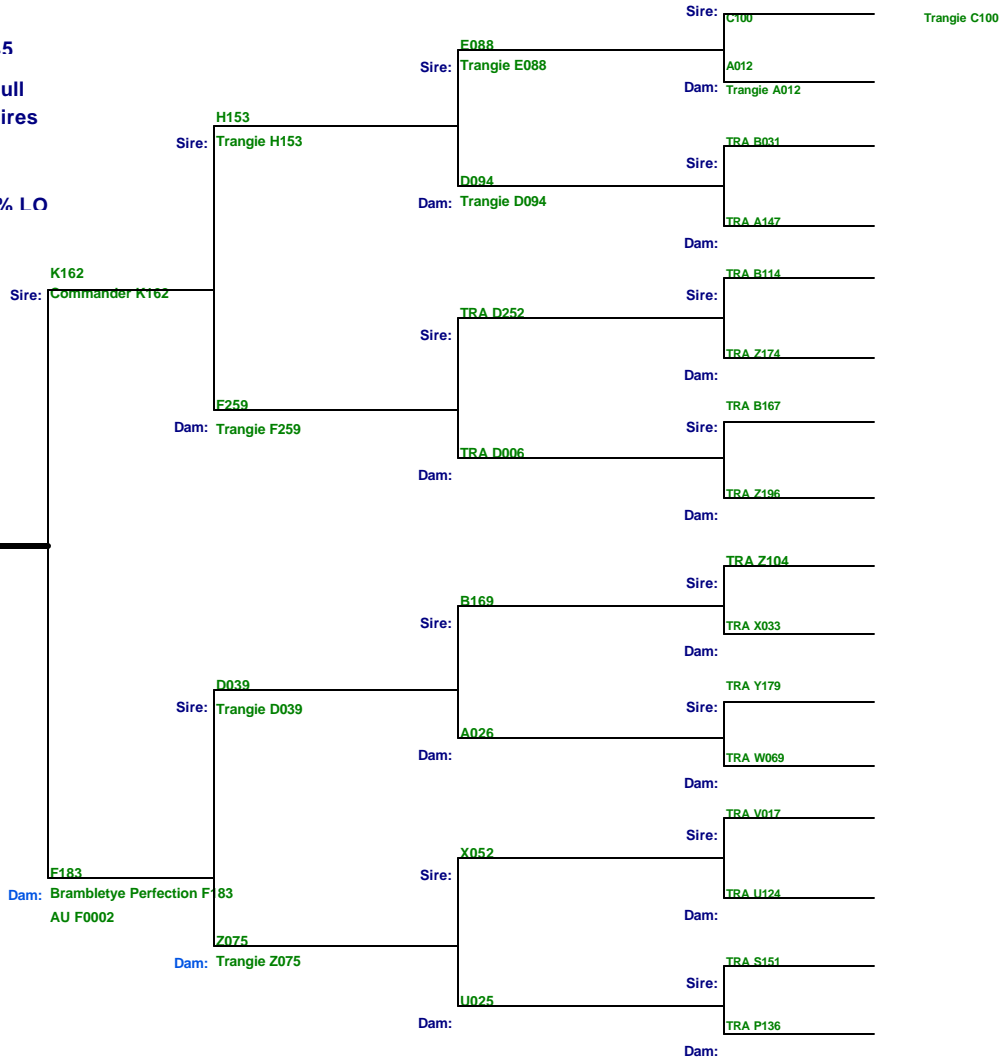 Sire: C100 Trangie C100
5
E088
Sire: Trangie E088
A012
Dam: Trangie A012
ull
ires
H153
Sire: Trangie H153
TRA B031
Sire:
D094
Dam: Trangie D094
% LO
TRA A147
Dam:
K162
Sire: Commander K162
TRA B114
Sire:
TRA D252
Sire:
TRA Z174
Dam:
F259
Dam: Trangie F259
TRA B167
Sire:
TRA D006
Dam:
TRA Z196
Dam:
TRA Z104
Sire:
B169
Sire:
TRA X033
Dam:
D039
Sire: Trangie D039
TRA Y179
Sire:
A026
Dam:
TRA W069
Dam:
TRA V017
Sire:
X052
Sire:
F183
Dam: Brambletye Perfection F183
AU F0002
TRA U124
Dam:
Z075
Dam: Trangie Z075
TRA S151
Sire:
U025
Dam:
TRA P136
Dam: